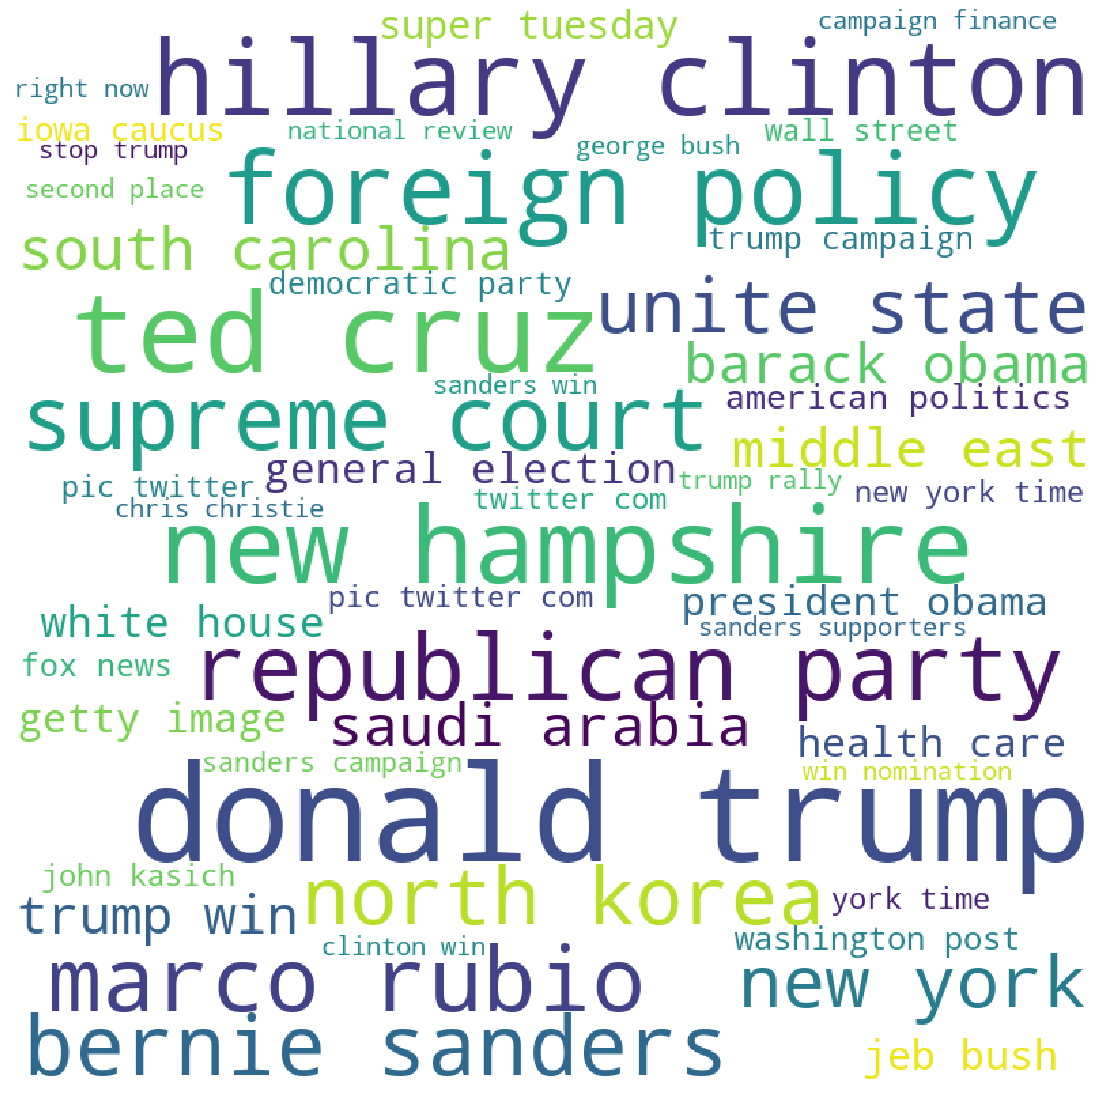 super tuesday
campaign finance
hillary clinton
right now
iowa caucus
national review
wall street
stop trump
george bush
second place
foreign policy
south carolina
trump campaign
democratic party
ted cruz
unite state
barack obama
sanders win
american politics
supreme court
middle east
general election
pic twitter
trump rally
new york time
twitter com
chris christie
new hampshire
pic twitter com
president obama
white house
sanders supporters
fox news
republican party
getty image
saudi arabia
health care
sanders campaign
win nomination
donald trump
john kasich
north korea
york time
trump win
clinton win
washington post
marco rubio
new york
bernie sanders
jeb bush